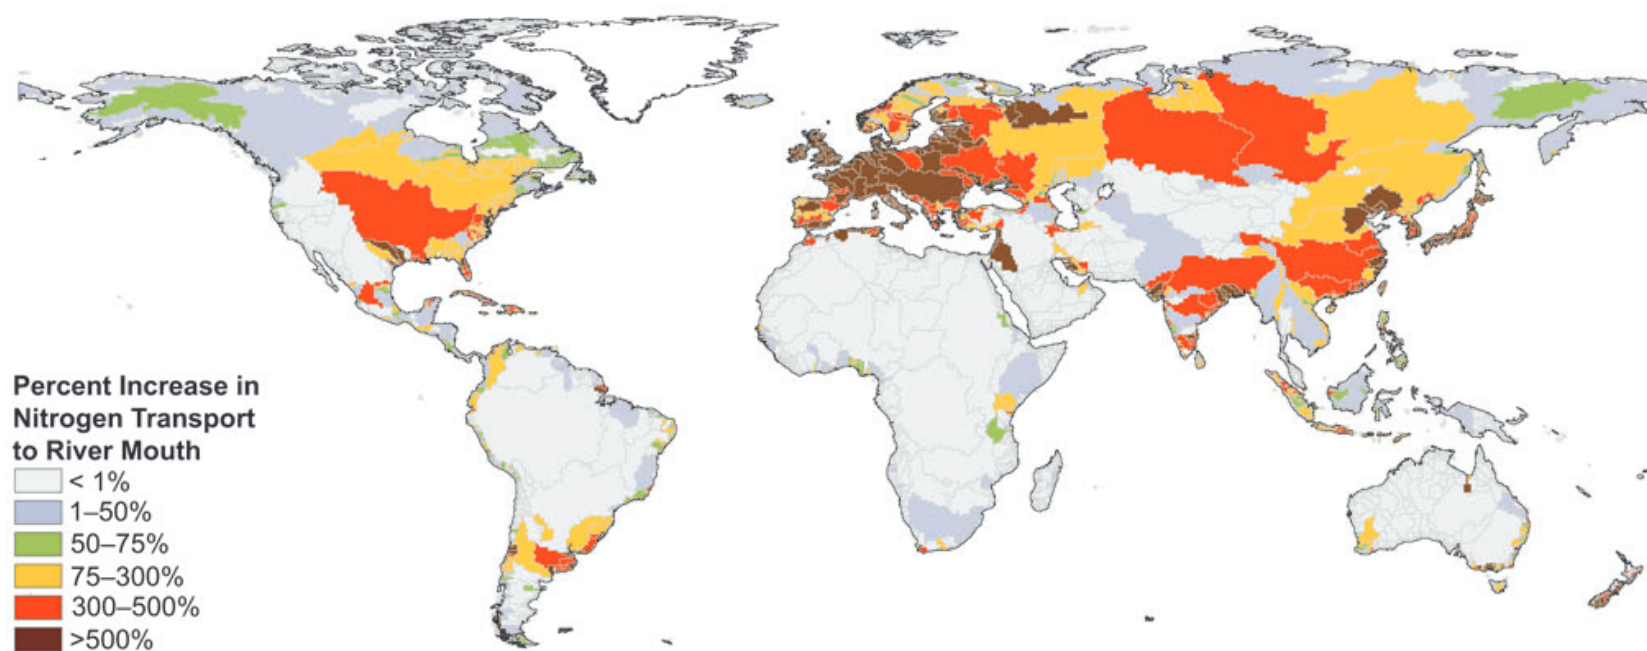 Percent Increase in
Nitrogen Transport
to River Mouth
< 1%
1–50%
50–75%
75–300%
300–500%
>500%